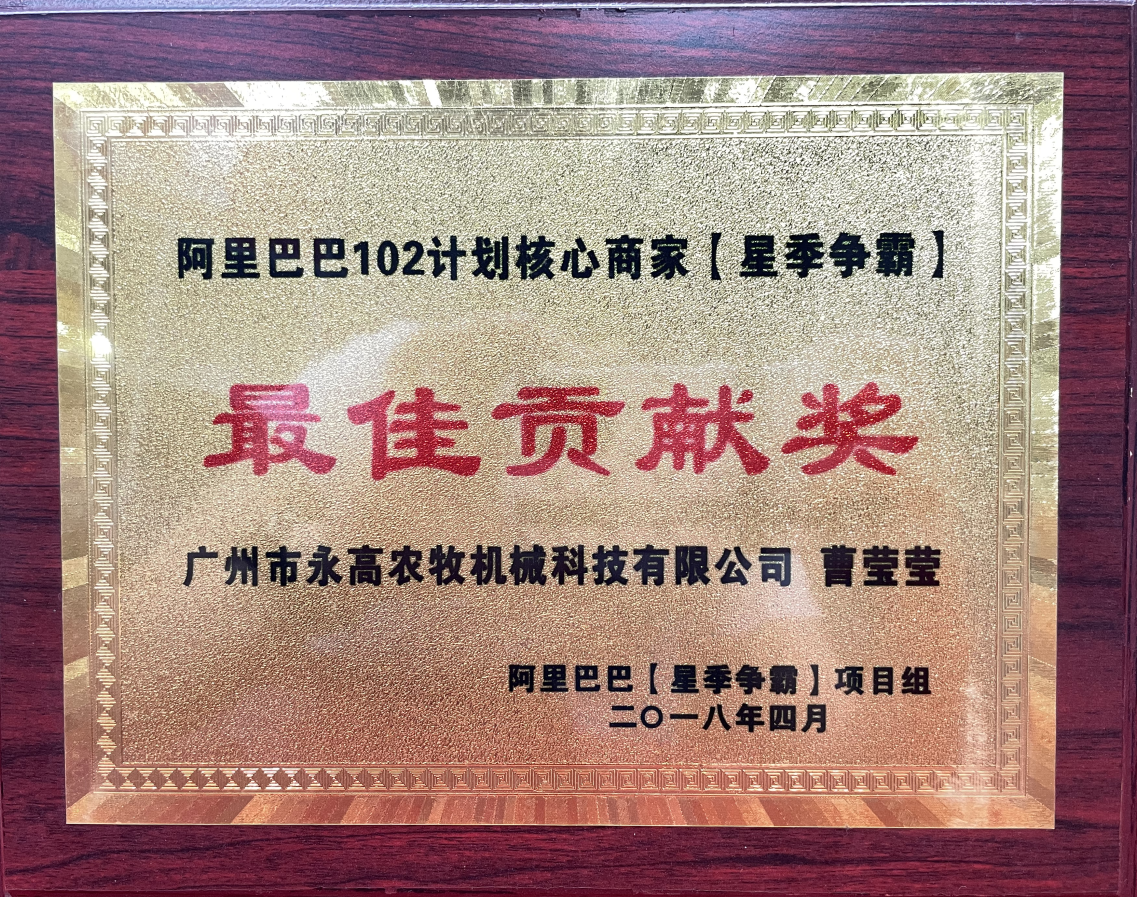 阿里巴巴102计划核心商家【星季争霸】
最佳贡献奖
广州市永高农牧机械科技有限公司 曹莹莹
阿里巴巴【星季争霸】项目组
二〇一八年四月